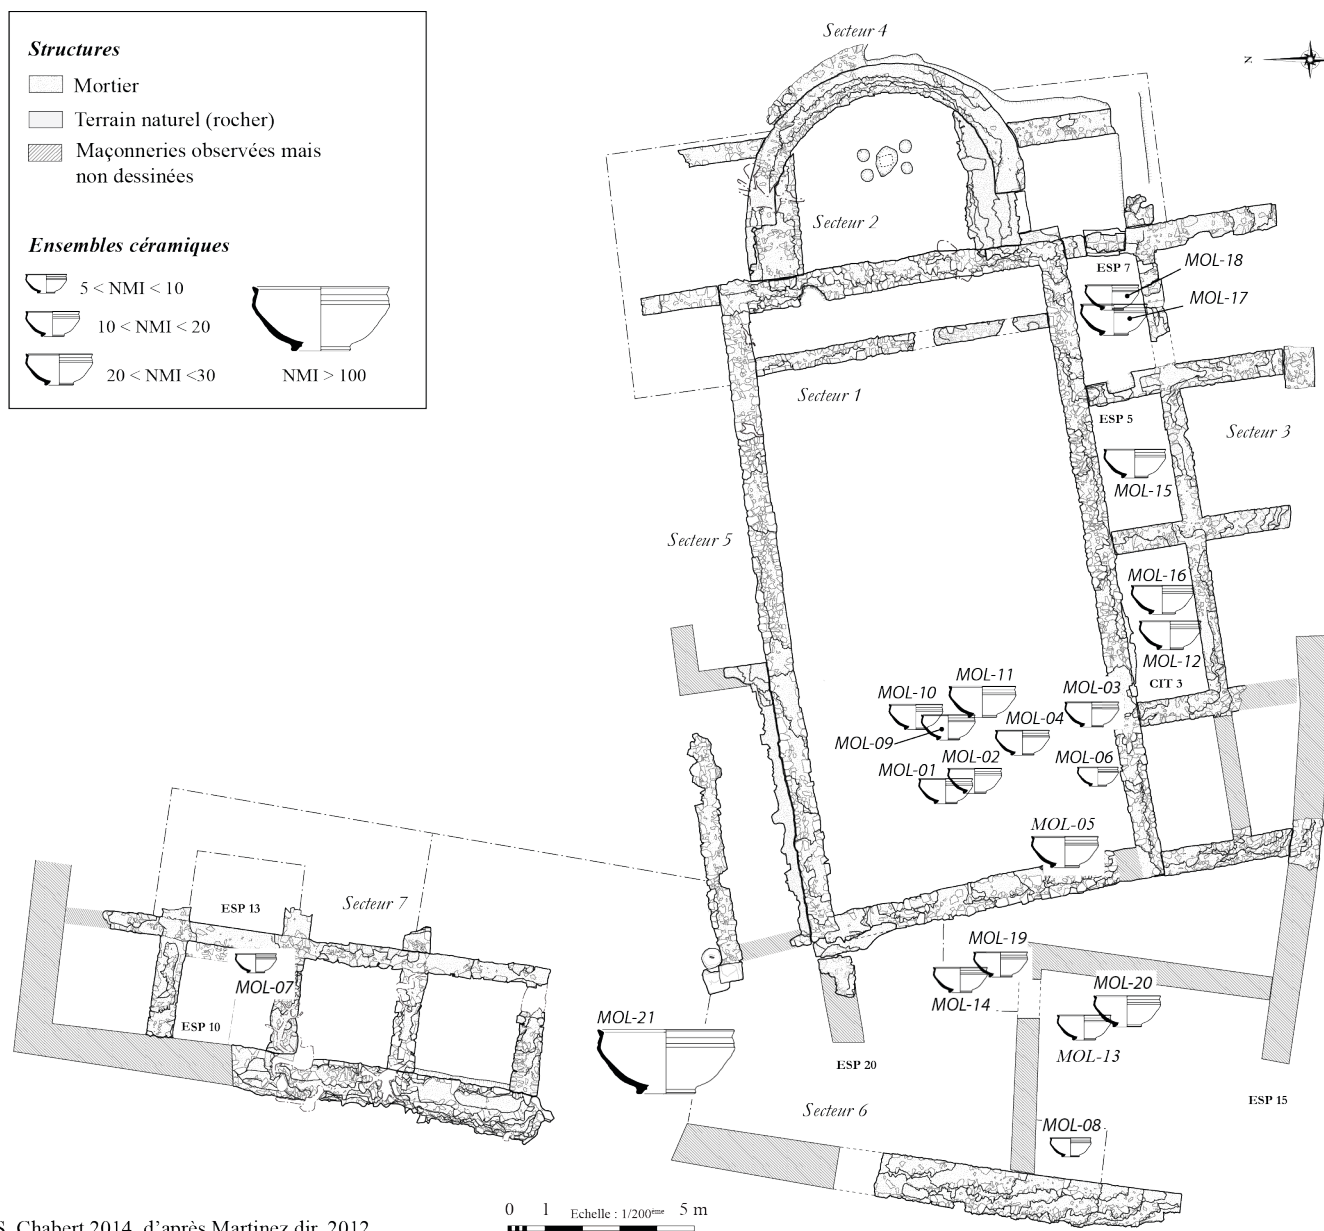 Structures
Mortier
Terrain naturel (rocher)
Maçonneries observées mais
non dessinées
Ensembles céramiques
5 < NMI < 10
10 < NMI < 20
20 < NMI <30
NMI > 100
Secteur 4
N
Secteur 2
ESP 7
MOL-18
MOL-17
Secteur 1
ESP 5
Secteur 3
MOL-15
Secteur 5
MOL-16
MOL-12
CIT 3
MOL-11
MOL-10
MOL-03
MOL-04
MOL-09
MOL-02
MOL-06
MOL-01
MOL-05
Secteur 7
ESP 13
MOL-07
ESP 10
MOL-19
MOL-14
MOL-20
MOL-21
MOL-13
ESP 20
Secteur 6
ESP 15
MOL-08
0 1 Echelle : 1/200ème 5 m
S. Chabert 2014, d'après Martinez dir. 2012